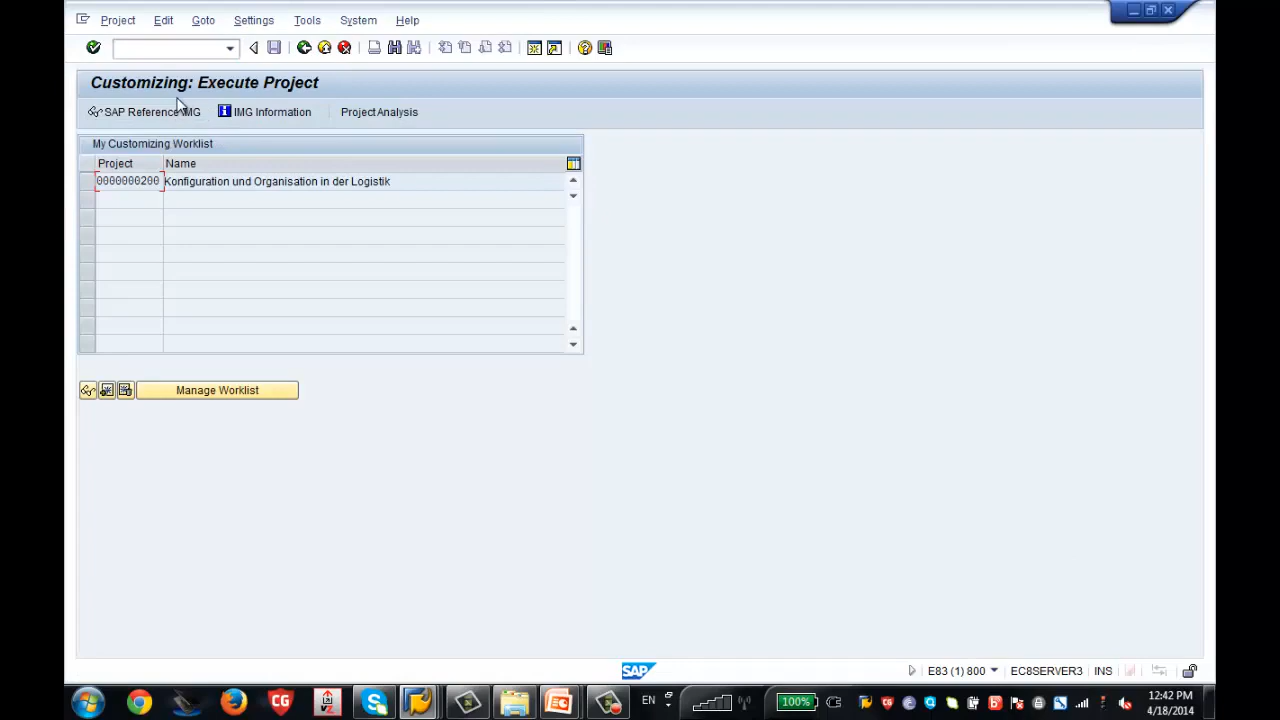 Project Edit Goto Settings Tools System Help
Customizing: Execute Project
SAP Reference IMG IMG Information Project Analysis
My Customizing Worklist
Project Name
0000000200 Konfiguration und Organisation in der Logistik
Manage Worklist
SAP E83 (1) 800 EC8SERVER3 INS
CG EN 100% 12:42 PM
4/18/2014